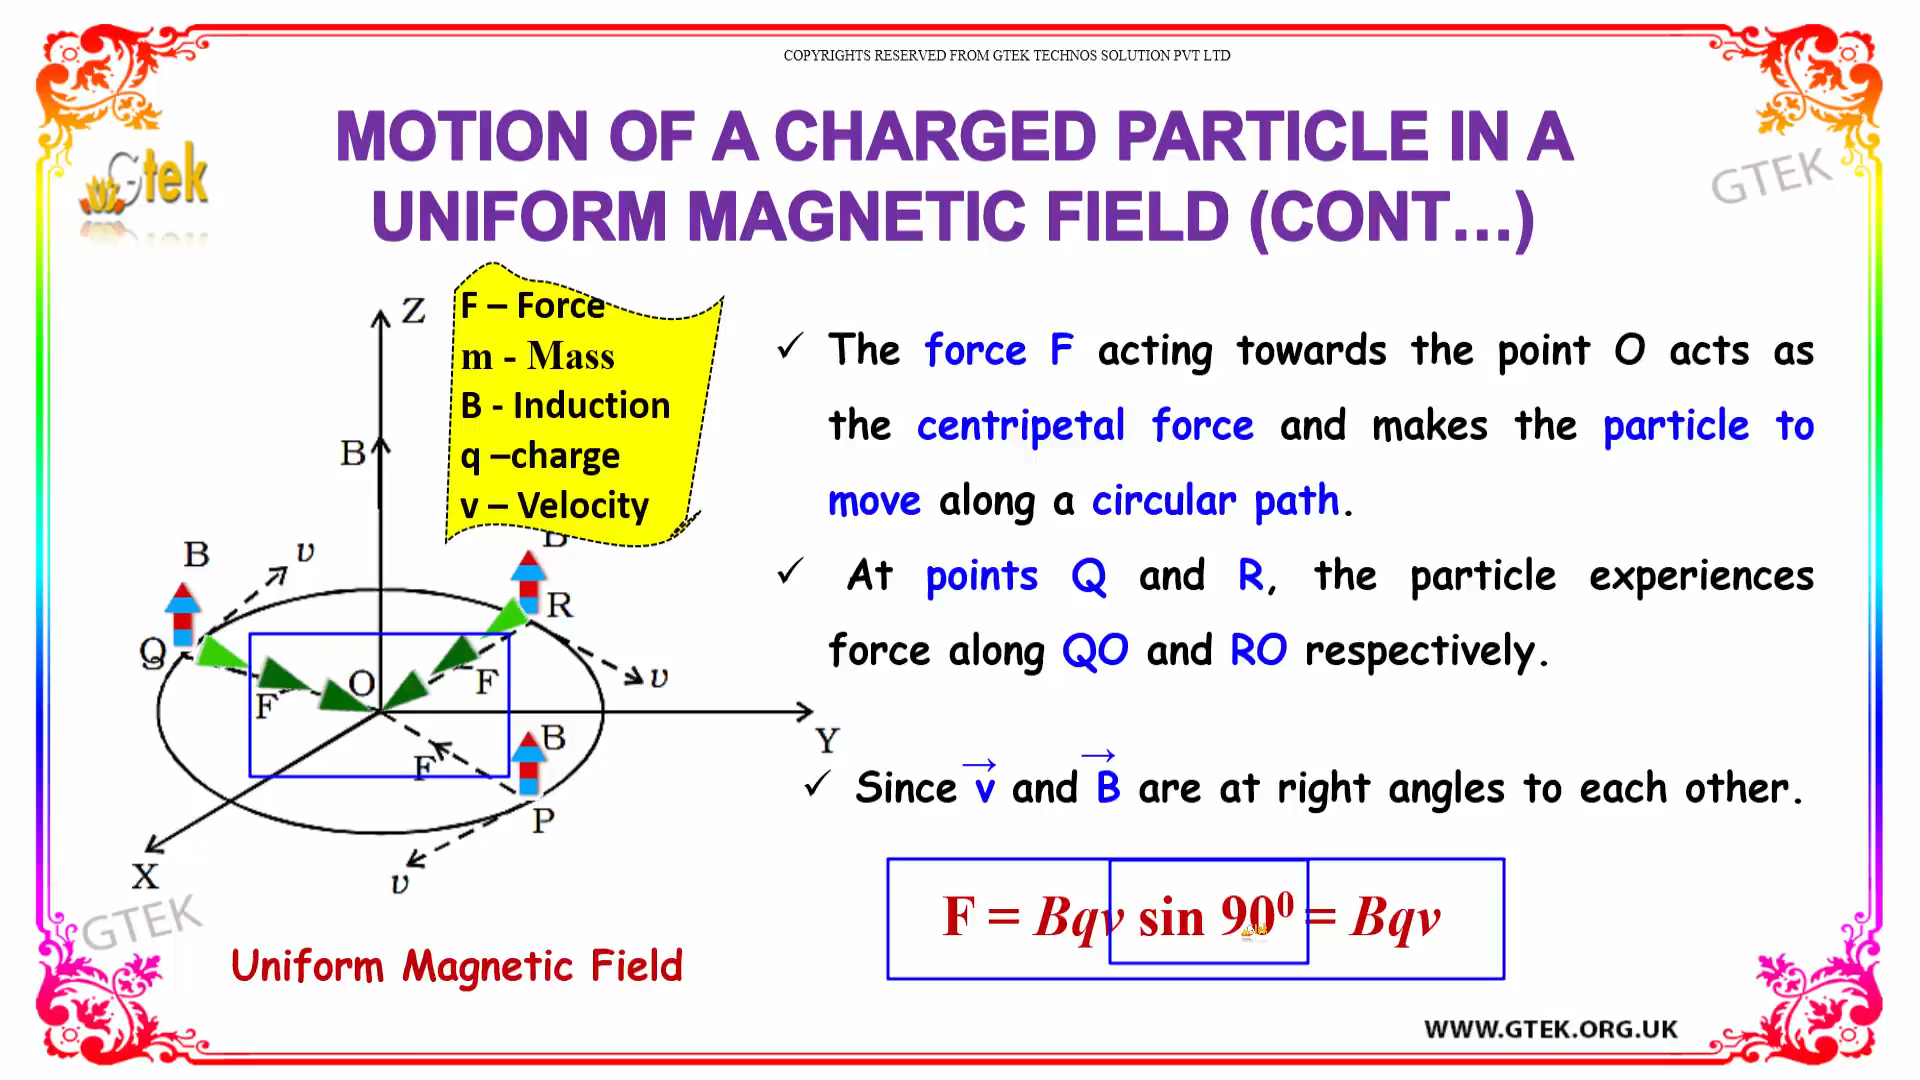 COPYRIGHTS RESERVED FROM GTEK TECHNOS SOLUTION PVT LTD
MOTION OF A CHARGED PARTICLE IN A
UNIFORM MAGNETIC FIELD (CONT...)
Gtek
GTEK
F – Force
m - Mass
B - Induction
q –charge
v – Velocity
Z
B
B
v
B
R
Q
O
F
F
v
Y
B
F
P
X
v
GTEK
Uniform Magnetic Field
✓ The force F acting towards the point O acts as
the centripetal force and makes the particle to
move along a circular path.
✓ At points Q and R, the particle experiences
force along QO and RO respectively.
✓ Since v⃗ and B⃗ are at right angles to each other.
F = Bqv sin 90⁰ = Bqv
WWW.GTEK.ORG.UK